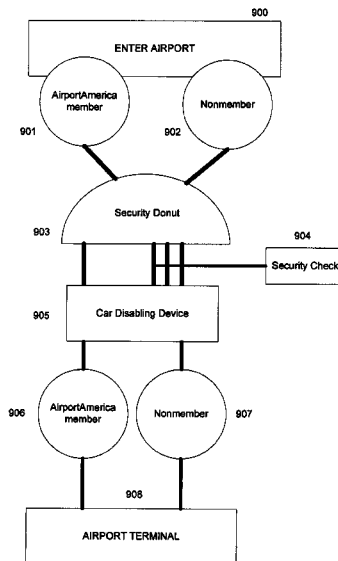 900
ENTER AIRPORT
AirportAmerica
member
Nonmember
901
902
Security Donut
903
904
Security Check
Car Disabling Device
905
906
AirportAmerica
member
Nonmember
907
908
AIRPORT TERMINAL